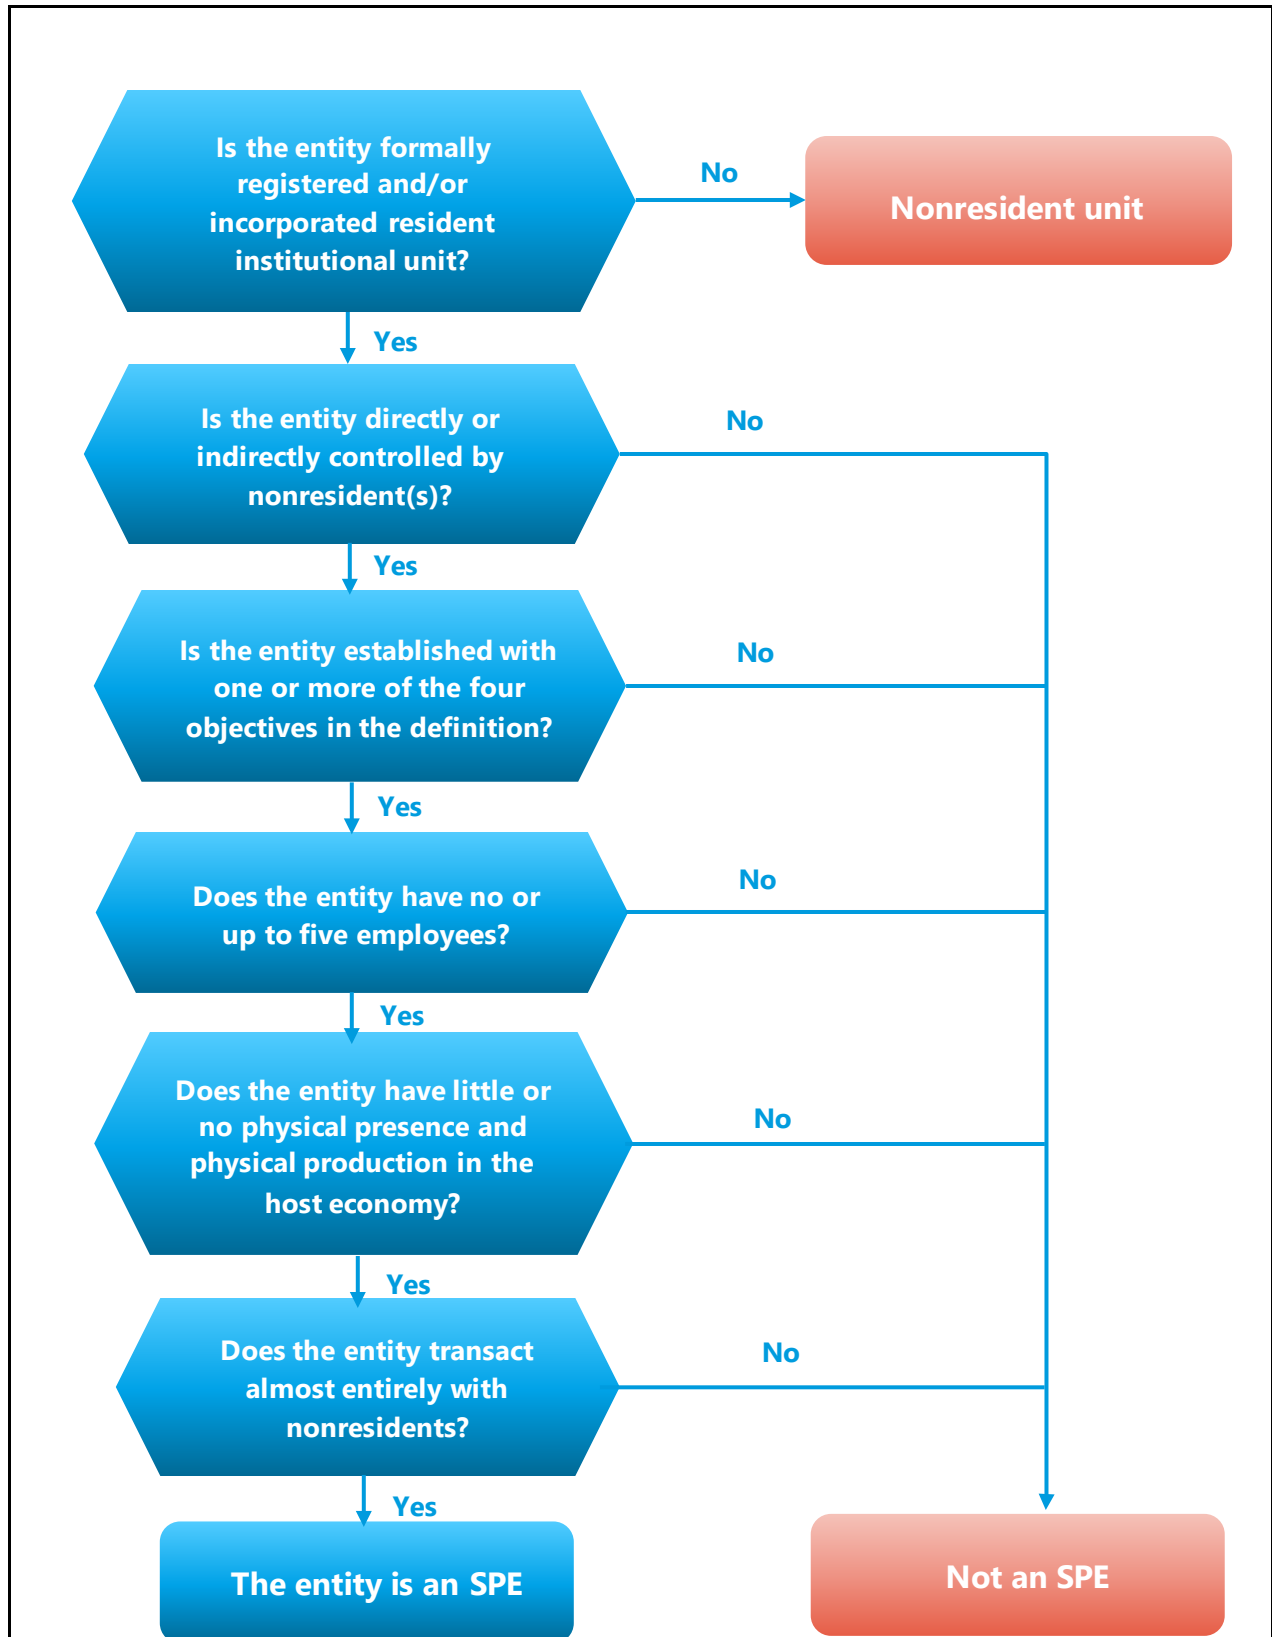 Is the entity formally
registered and/or
incorporated resident
institutional unit?
No
Nonresident unit
Yes
Is the entity directly or
indirectly controlled by
nonresident(s)?
No
Yes
Is the entity established with
one or more of the four
objectives in the definition?
No
Yes
Does the entity have no or
up to five employees?
No
Yes
Does the entity have little or
no physical presence and
physical production in the
host economy?
No
Yes
Does the entity transact
almost entirely with
nonresidents?
No
Yes
The entity is an SPE
Not an SPE